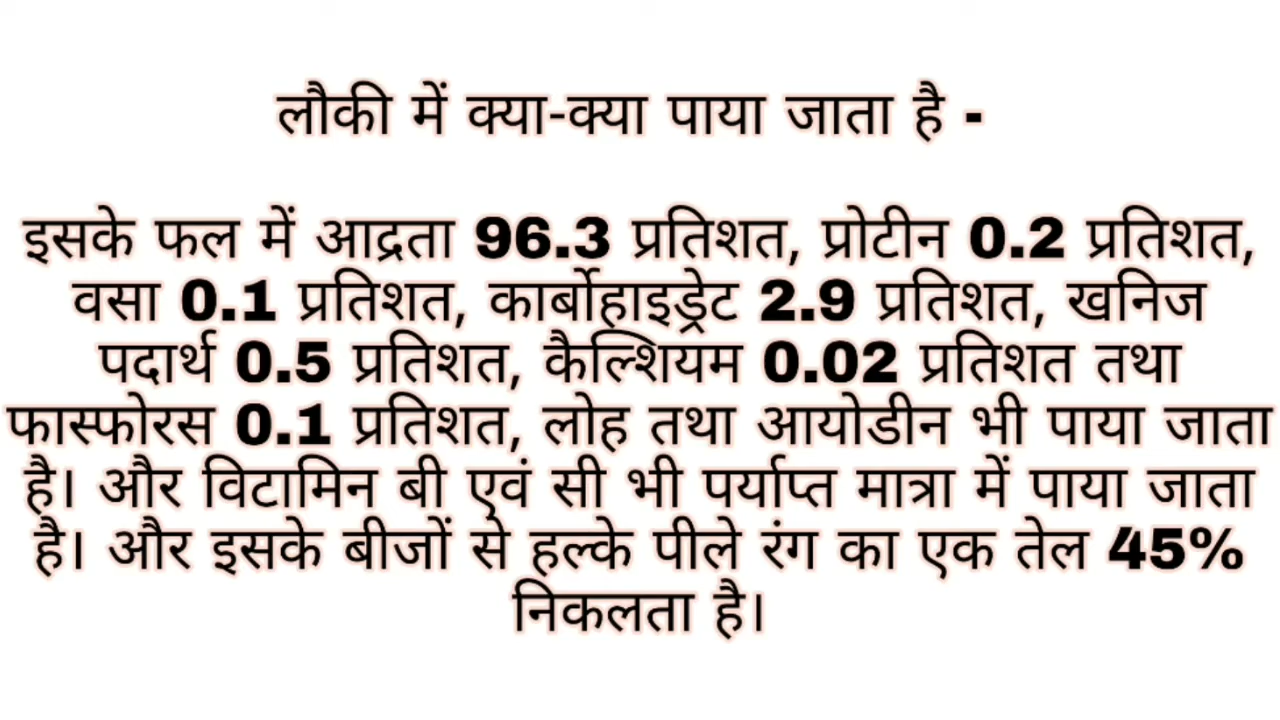 लौकी में क्या-क्या पाया जाता है -
इसके फल में आद्रता 96.3 प्रतिशत, प्रोटीन 0.2 प्रतिशत,
वसा 0.1 प्रतिशत, कार्बोहाइड्रेट 2.9 प्रतिशत, खनिज
पदार्थ 0.5 प्रतिशत, कैल्शियम 0.02 प्रतिशत तथा
फास्फोरस 0.1 प्रतिशत, लोह तथा आयोडीन भी पाया जाता
है। और विटामिन बी एवं सी भी पर्याप्त मात्रा में पाया जाता
है। और इसके बीजों से हल्के पीले रंग का एक तेल 45%
निकलता है।